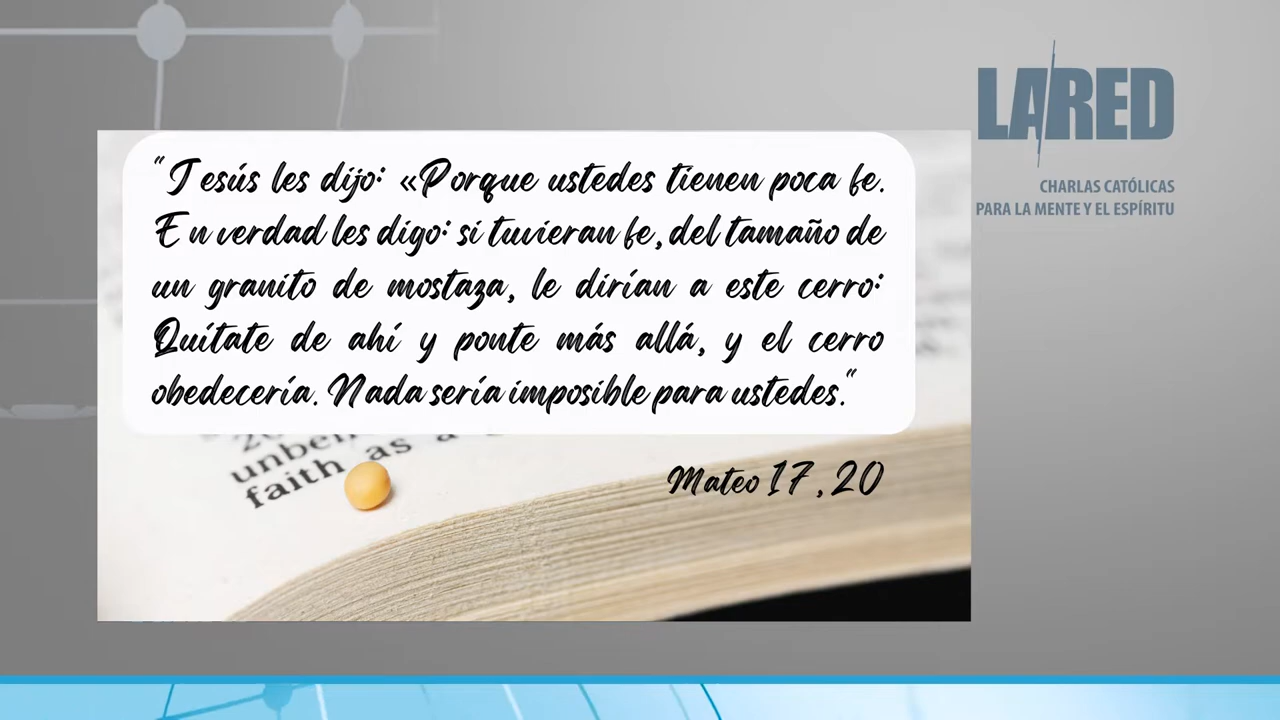 LA RED
CHARLAS CATÓLICAS
PARA LA MENTE Y EL ESPÍRITU
"Jesús les dijo: «Porque ustedes tienen poca fe.
En verdad les digo: si tuvieran fe, del tamaño de
un granito de mostaza, le dirían a este cerro:
Quítate de ahí y ponte más allá, y el cerro
obedecería. Nada sería imposible para ustedes."
faith as a
Mateo 17, 20